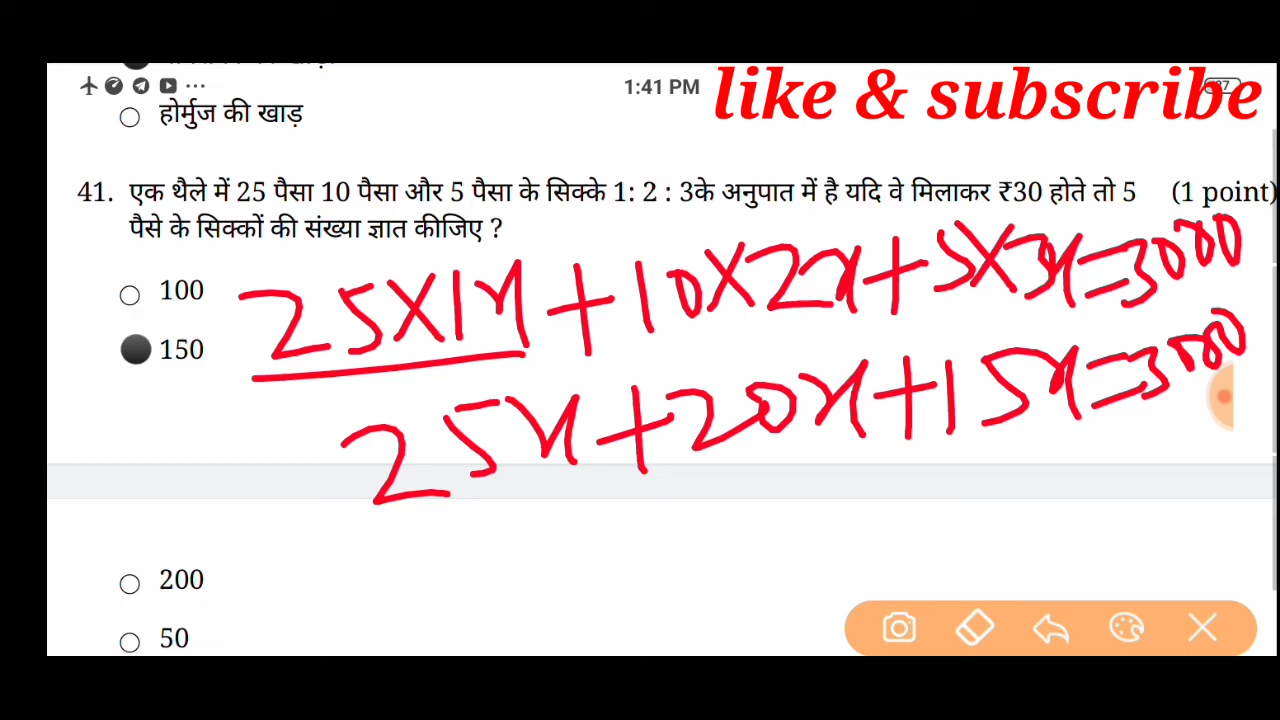 1:41 PM
like & subscribe
होर्मुज की खाड़
41. एक थैले में 25 पैसा 10 पैसा और 5 पैसा के सिक्के 1: 2 : 3के अनुपात में है यदि वे मिलाकर ₹30 होते तो 5 (1 point)
पैसे के सिक्कों की संख्या ज्ञात कीजिए ?
100
25×1x+10×2x+5×3x=3000
150
25x+20x+15x=3000
200
50